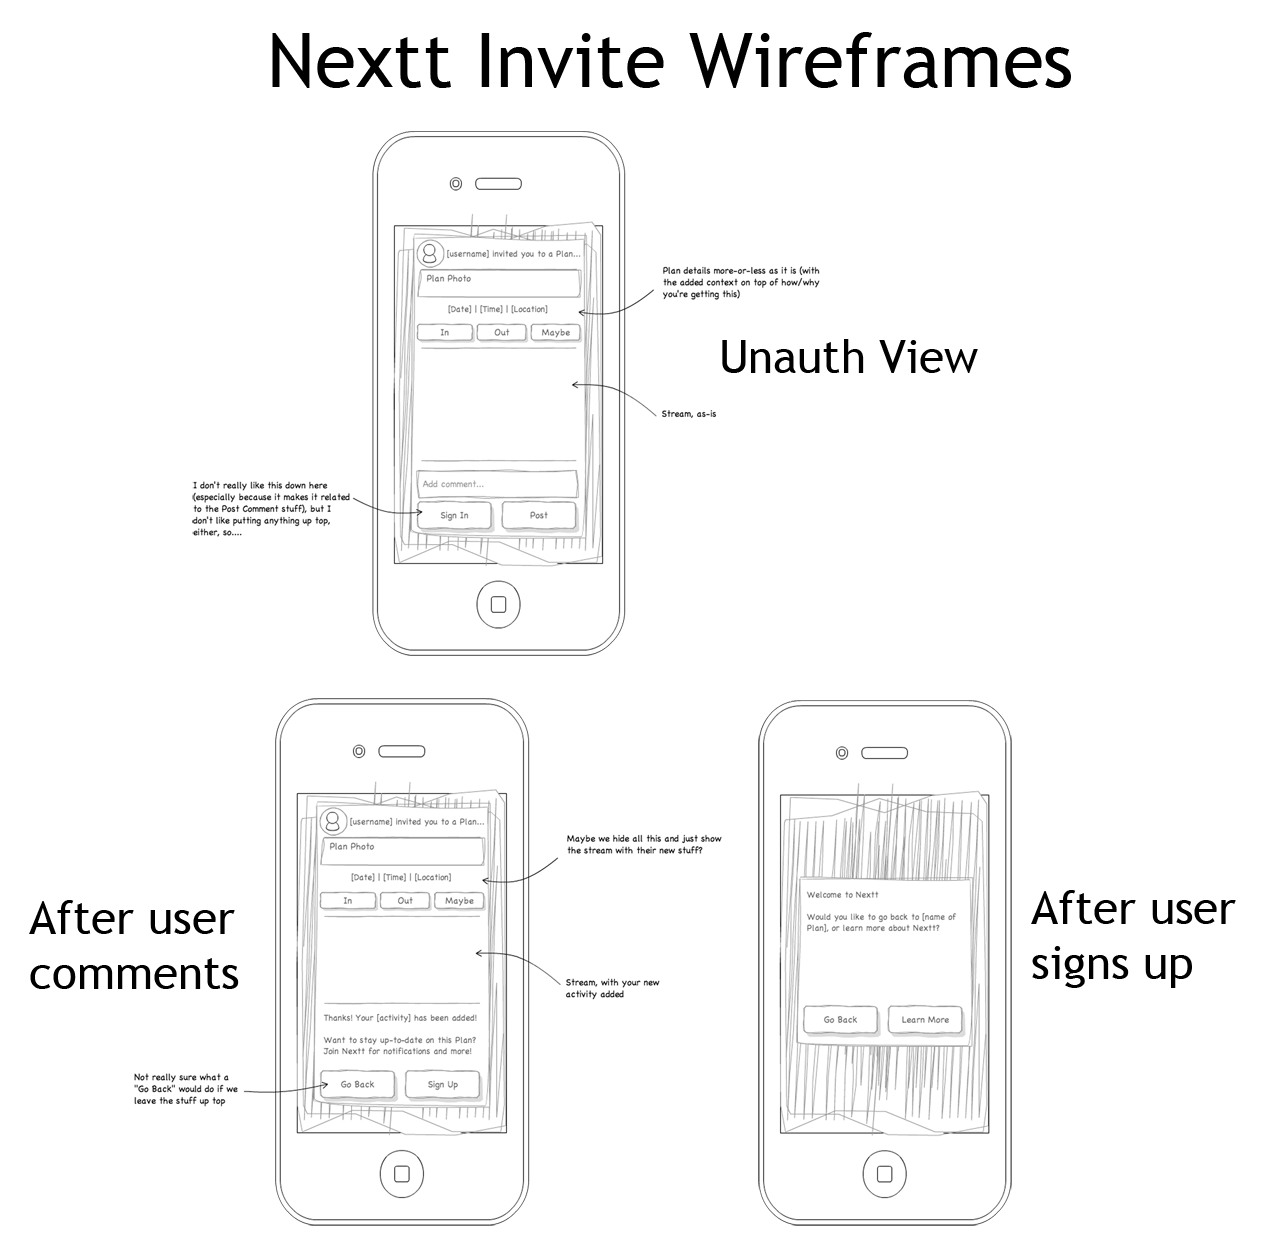 Nextt Invite Wireframes
[username] invited you to a Plan...
Plan Photo
[Date] | [Time] | [Location]
In
Out
Maybe
Plan details more-or-less as it is (with
the added context on top of how/why
you're getting this)
Unauth View
Stream, as-is
Add comment...
Sign In
Post
I don't really like this down here
(especially because it makes it related
to the Post Comment stuff), but I
don't like putting anything up top,
either, so....
After user
comments
[username] invited you to a Plan...
Plan Photo
[Date] | [Time] | [Location]
In
Out
Maybe
Maybe we hide all this and just show
the stream with their new stuff?
Stream, with your new
activity added
Thanks! Your [activity] has been added!
Want to stay up-to-date on this Plan?
Join Nextt for notifications and more!
Go Back
Sign Up
Not really sure what a
"Go Back" would do if we
leave the stuff up top
After user
signs up
Welcome to Nextt
Would you like to go back to [name of
Plan], or learn more about Nextt?
Go Back
Learn More